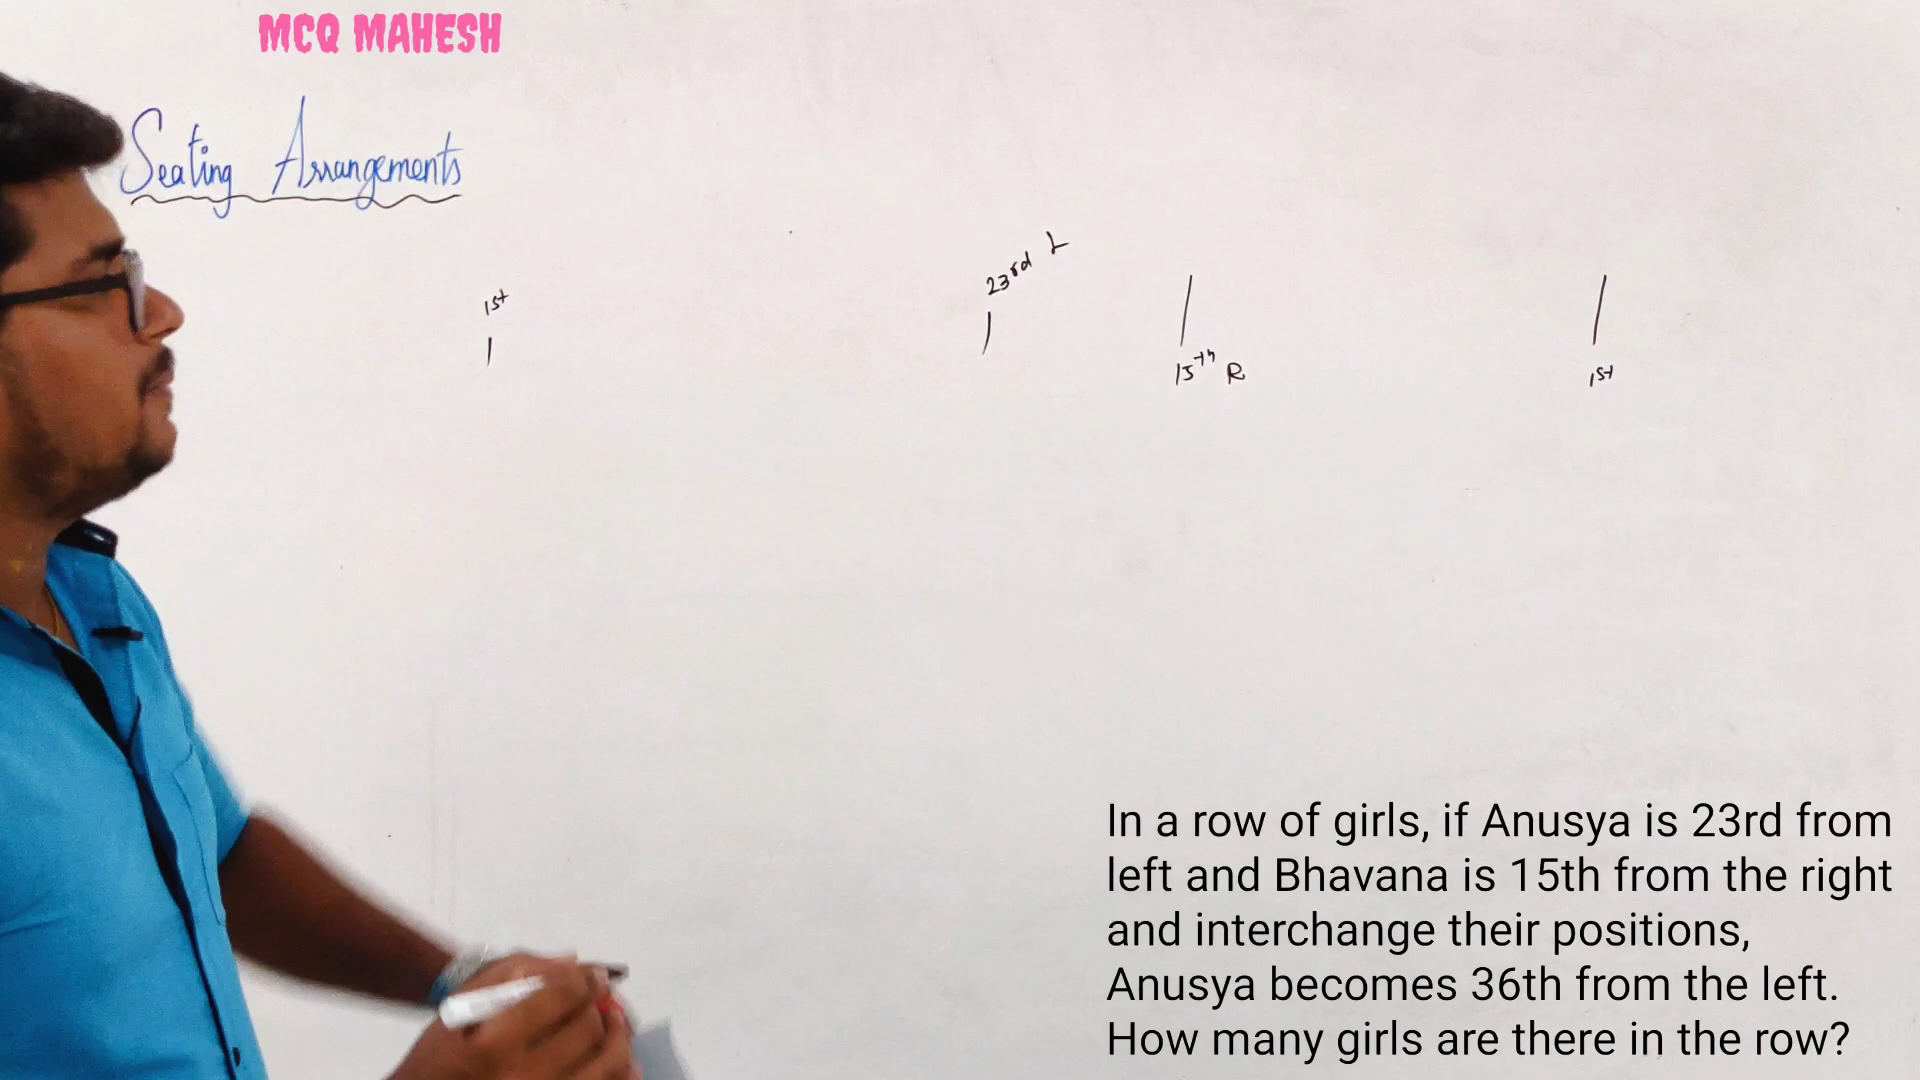 MCQ MAHESH
Seating Arrangements
1st
23rd L
15th R
1st
In a row of girls, if Anusya is 23rd from
left and Bhavana is 15th from the right
and interchange their positions,
Anusya becomes 36th from the left.
How many girls are there in the row?